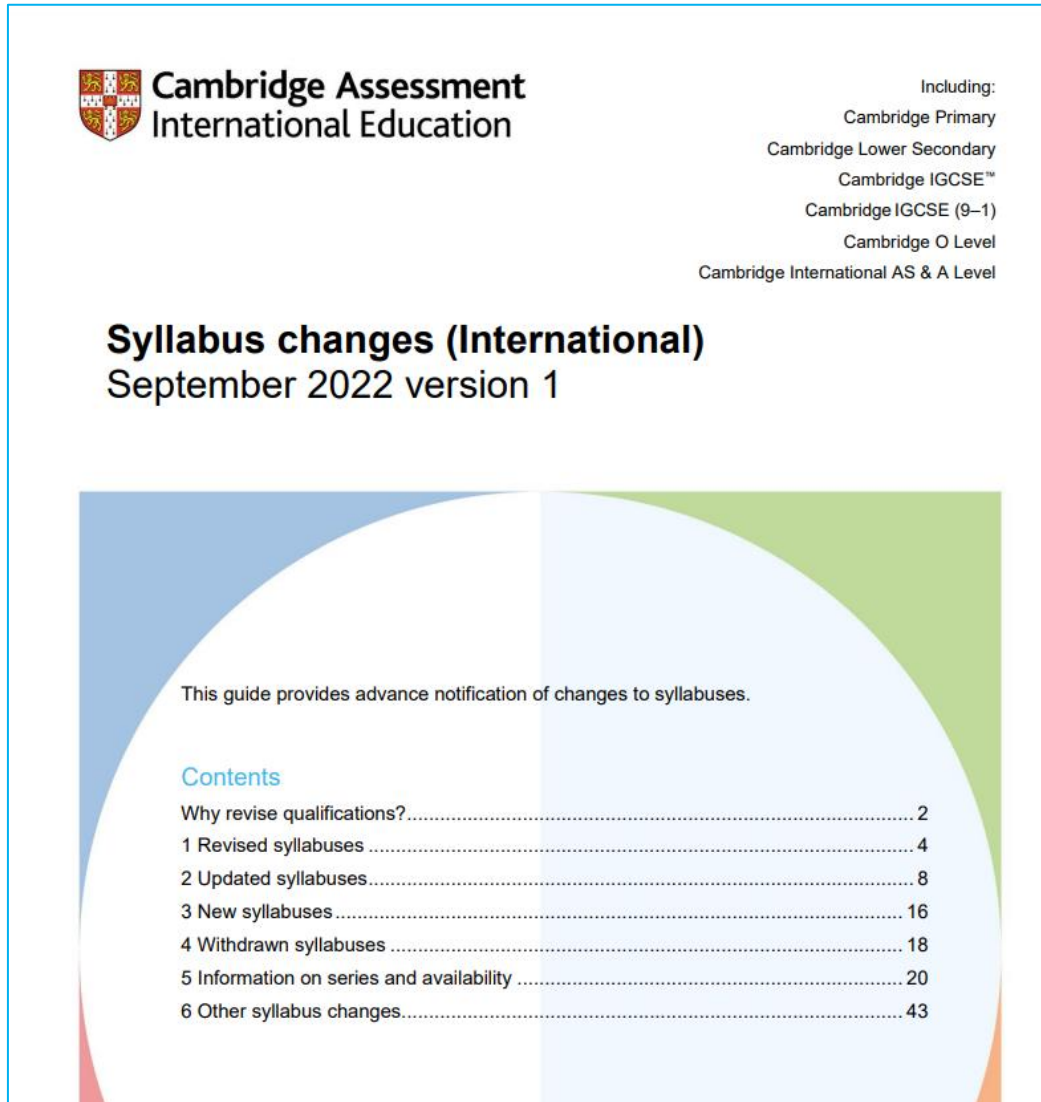 Cambridge Assessment
International Education
Including:
Cambridge Primary
Cambridge Lower Secondary
Cambridge IGCSE™
Cambridge IGCSE (9–1)
Cambridge O Level
Cambridge International AS & A Level
Syllabus changes (International)
September 2022 version 1
This guide provides advance notification of changes to syllabuses.
Contents
Why revise qualifications?........................................ 2
1 Revised syllabuses ........................................ 4
2 Updated syllabuses........................................ 8
3 New syllabuses ........................................ 16
4 Withdrawn syllabuses ........................................ 18
5 Information on series and availability ........................................ 20
6 Other syllabus changes........................................ 43